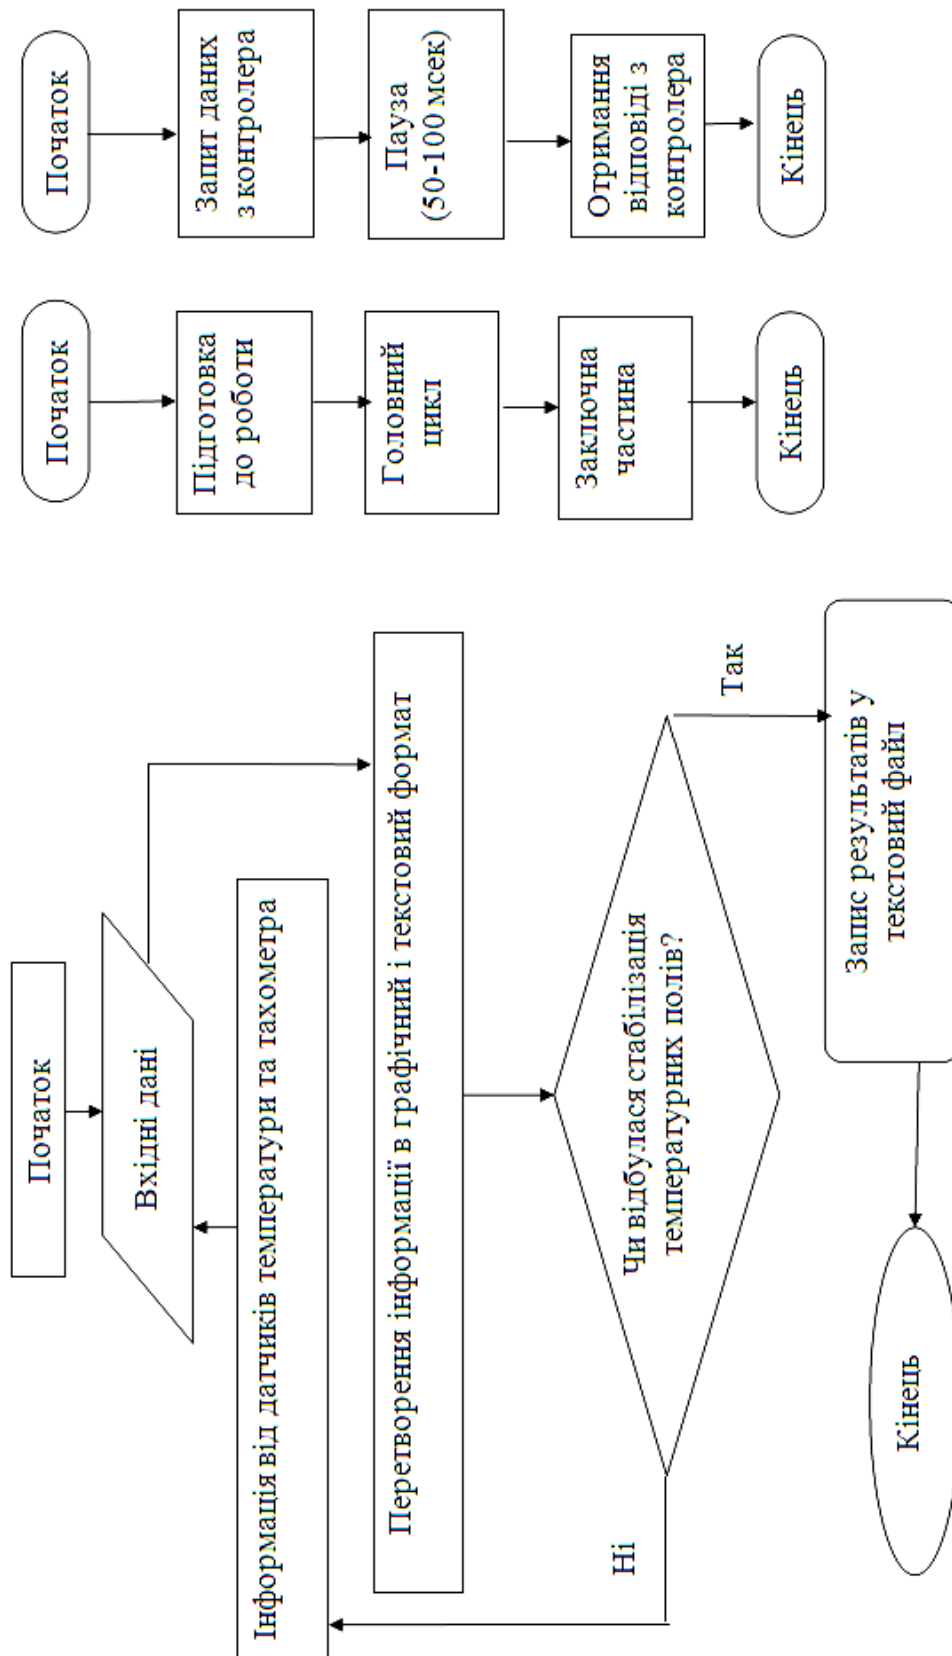 Початок
Вхідні дані
Інформація від датчиків температури та тахометра
Перетворення інформації в графічний і текстовий формат
Чи відбулася стабілізація
температурних полів?
Ні
Так
Запис результатів у
текстовий файл
Кінець
Початок
Підготовка
до роботи
Головний
цикл
Заключна
частина
Кінець
Початок
Запит даних
з контролера
Пауза
(50-100 мсек)
Отримання
відповіді з
контролера
Кінець